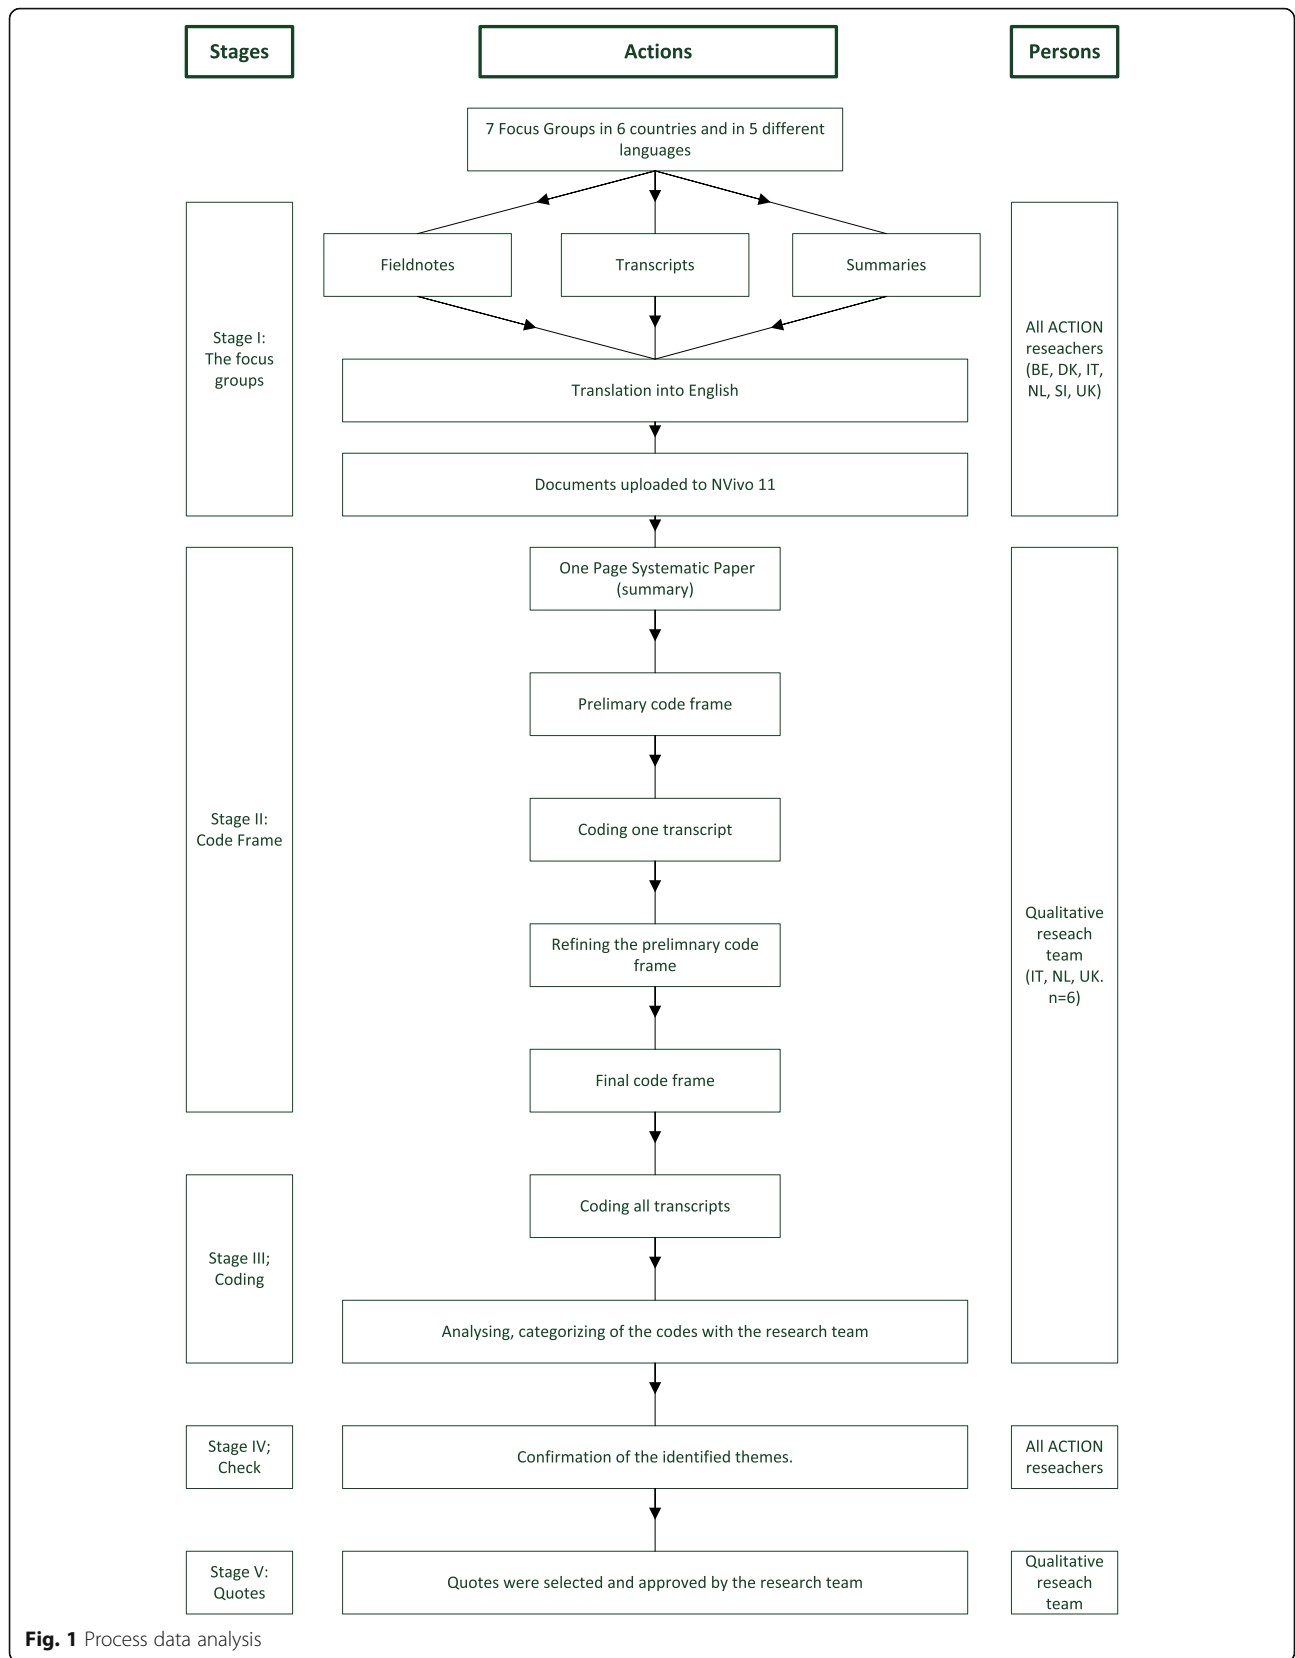 Stages
Actions
Persons
7 Focus Groups in 6 countries and in 5 different
languages
Fieldnotes
Transcripts
Summaries
Stage I:
The focus
groups
All ACTION
reseachers
(BE, DK, IT,
NL, SI, UK)
Translation into English
Documents uploaded to NVivo 11
One Page Systematic Paper
(summary)
Prelimary code frame
Stage II:
Code Frame
Coding one transcript
Refining the prelimnary code
frame
Qualitative
reseach
team
(IT, NL, UK.
n=6)
Final code frame
Coding all transcripts
Stage III;
Coding
Analysing, categorizing of the codes with the research team
Stage IV;
Check
Confirmation of the identified themes.
All ACTION
reseachers
Stage V:
Quotes
Quotes were selected and approved by the research team
Qualitative
reseach
team
Fig. 1 Process data analysis